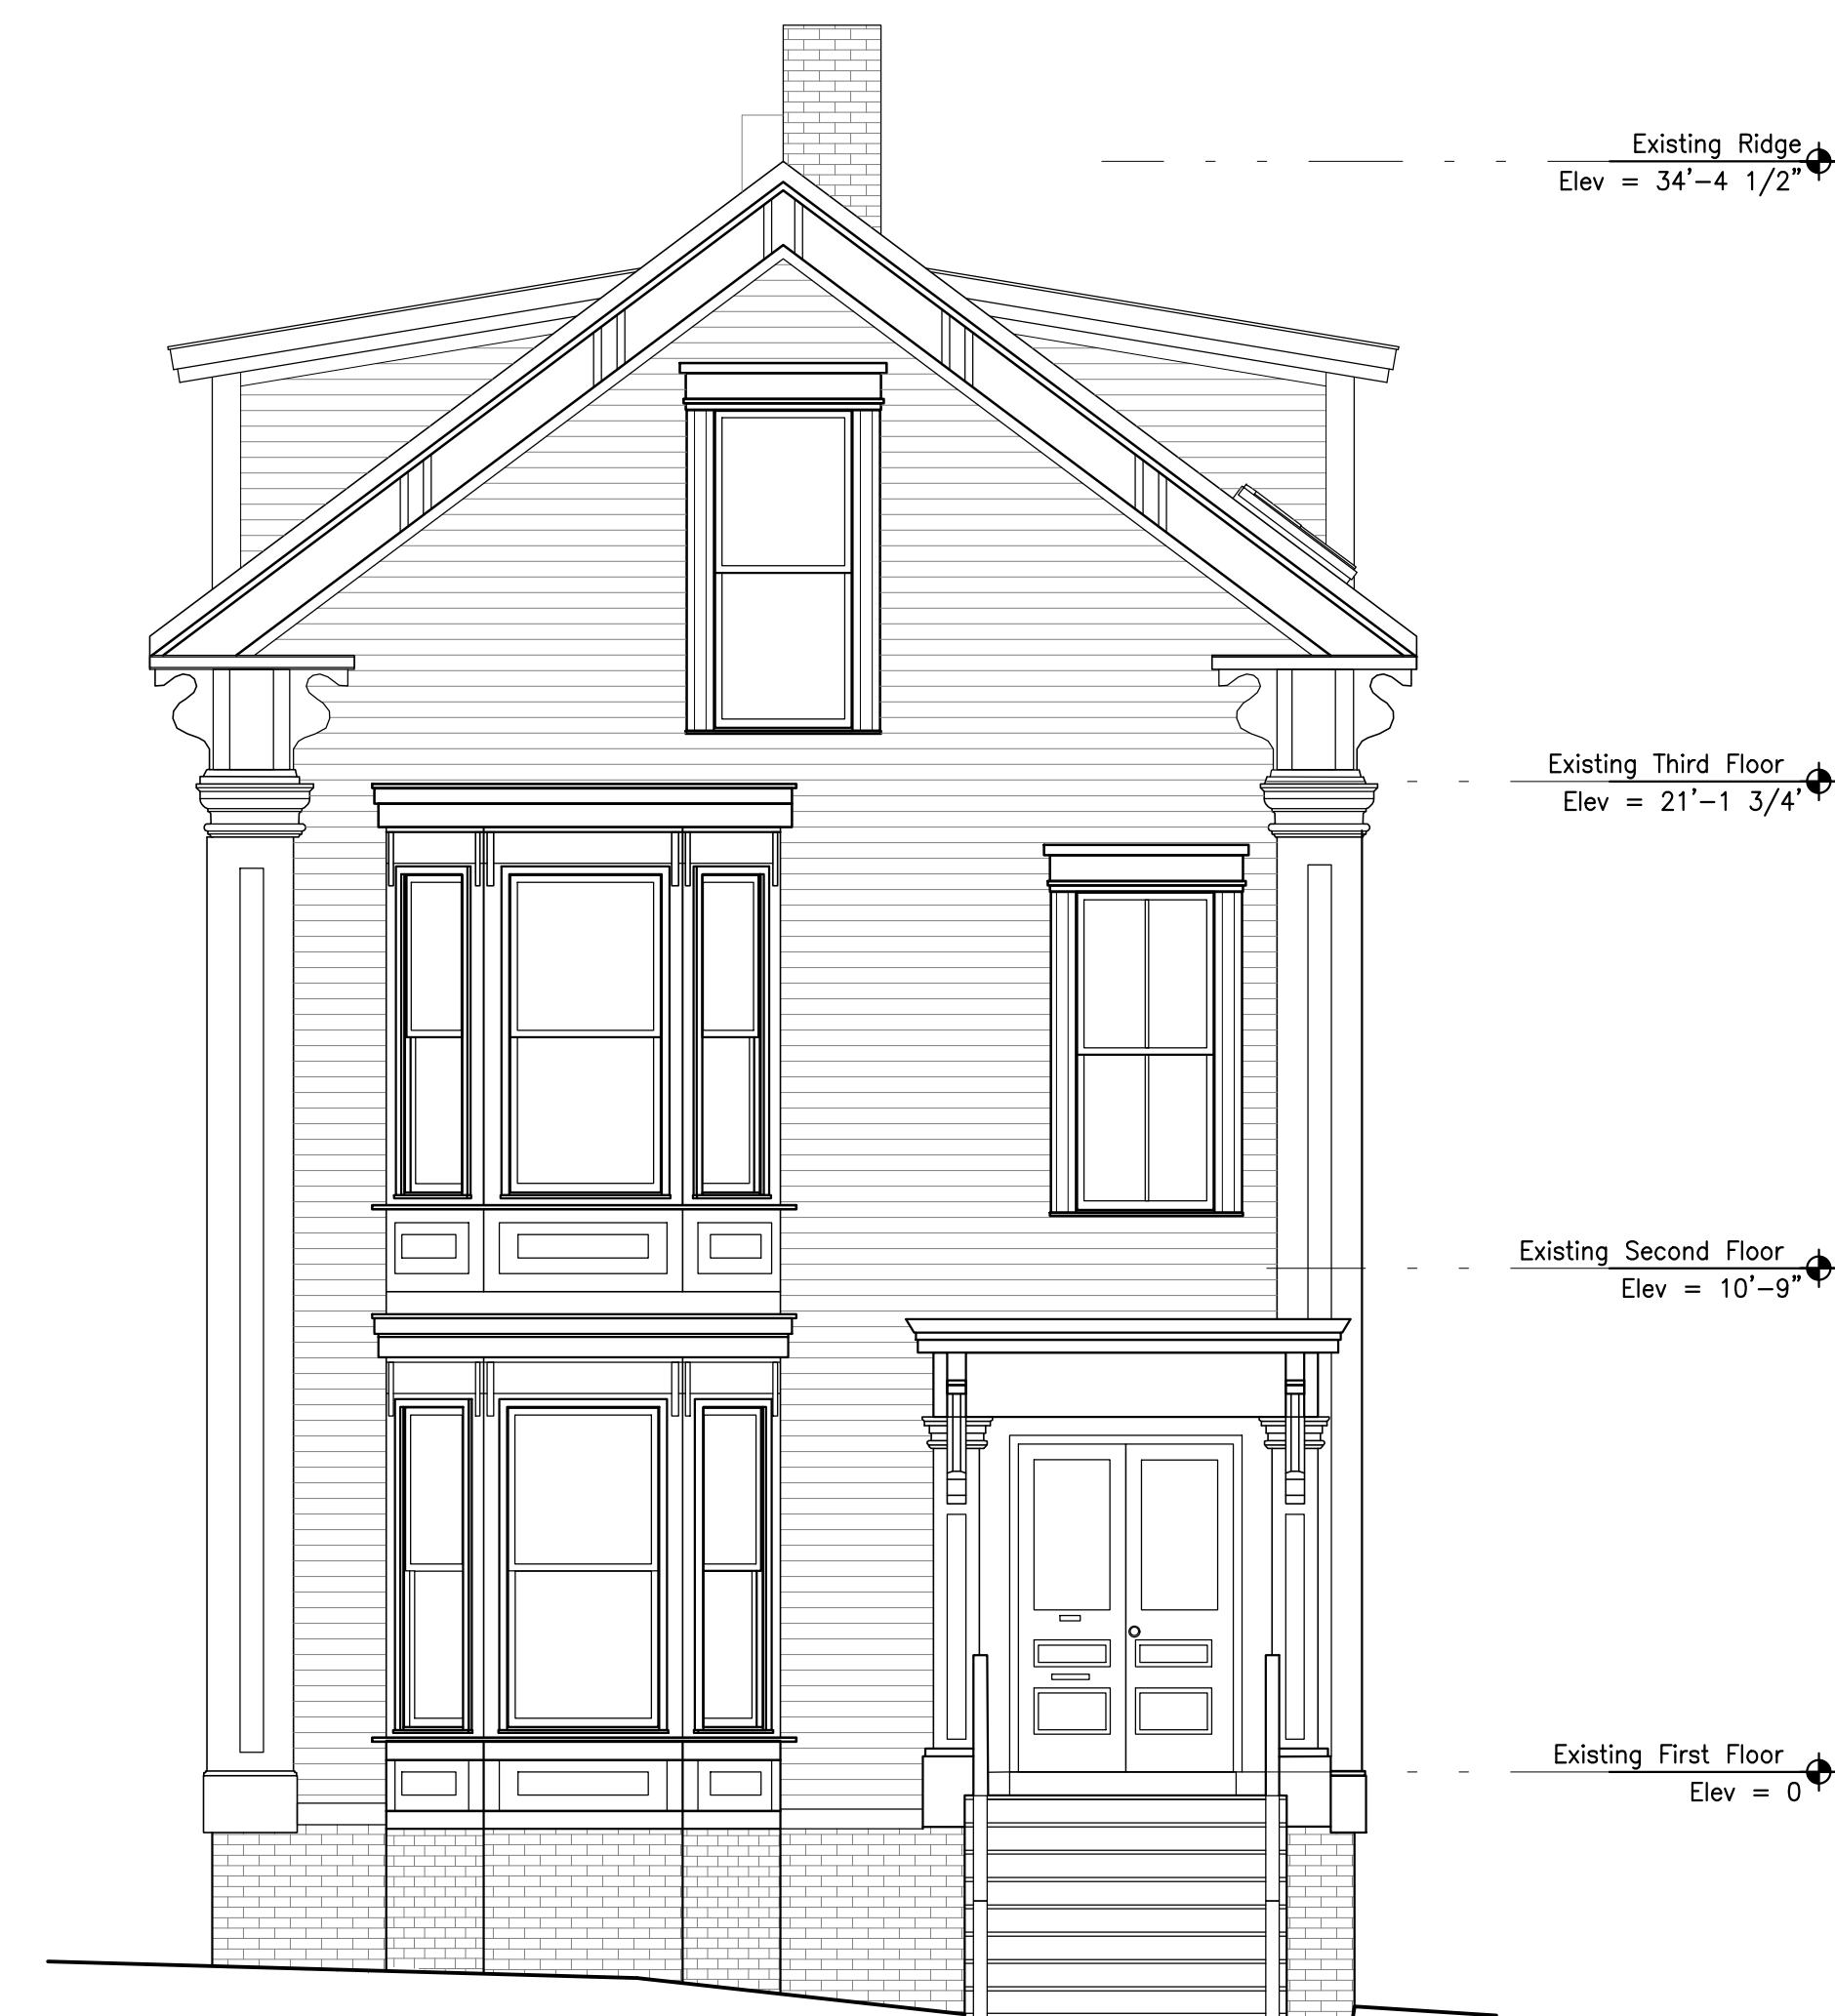 Existing Ridge
Elev = 34'-4 1/2"
Existing Third Floor
Elev = 21'-1 3/4'
Existing Second Floor
Elev = 10'-9"
Existing First Floor
Elev = 0